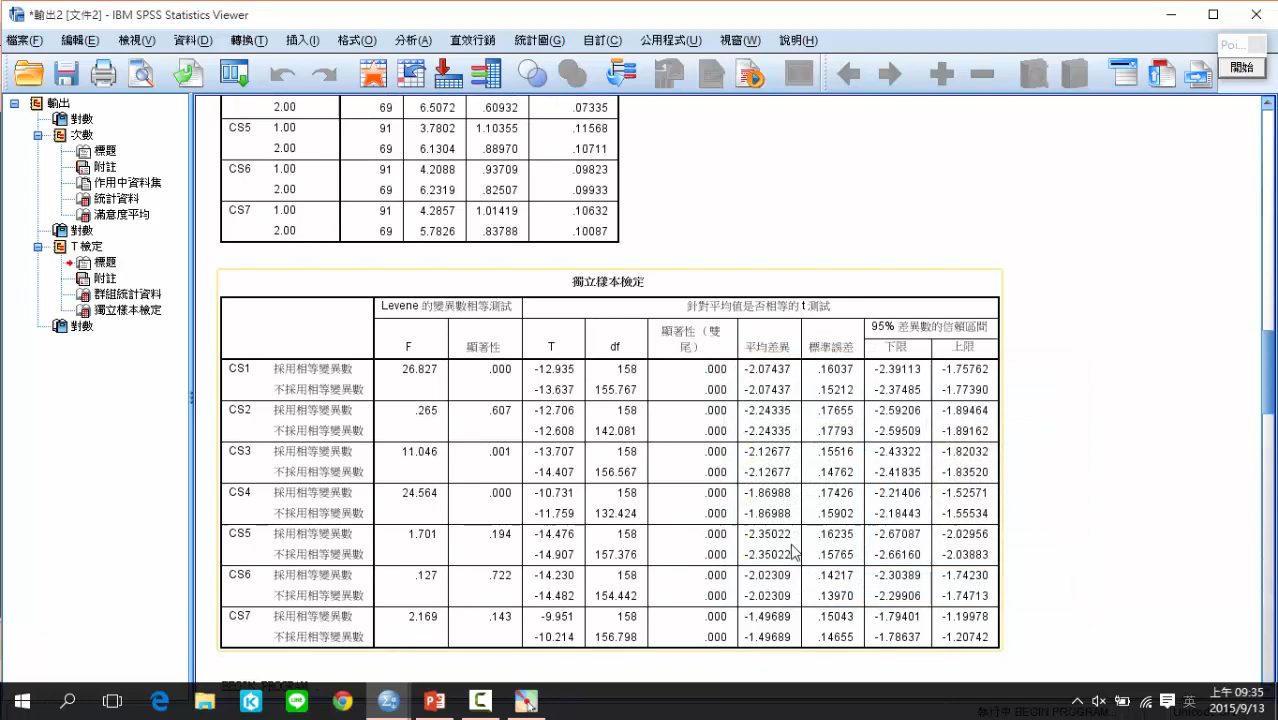 *輸出2 [文件2] - IBM SPSS Statistics Viewer
檔案(F) 編輯(E) 檢視(V) 資料(D) 轉換(T) 插入(I) 格式(O) 分析(A) 直效行銷 統計圖(G) 自訂(C) 公用程式(U) 視窗(W) 說明(H)
Poi...
開始
輸出
對數
次數
標題
附註
作用中資料集
統計資料
滿意度平均
對數
T 檢定
標題
附註
群組統計資料
獨立樣本檢定
對數
2.00 69 6.5072 .60932 .07335
CS5 1.00 91 3.7802 1.10355 .11568
2.00 69 6.1304 .88970 .10711
CS6 1.00 91 4.2088 .93709 .09823
2.00 69 6.2319 .82507 .09933
CS7 1.00 91 4.2857 1.01419 .10632
2.00 69 5.7826 .83788 .10087
獨立樣本檢定
Levene 的變異數相等測試 針對平均值是否相等的 t 測試
F 顯著性 T df 顯著性（雙尾） 平均差異 標準誤差 95% 差異數的信賴區間
下限 上限
CS1 採用相等變異數 26.827 .000 -12.935 158 .000 -2.07437 .16037 -2.39113 -1.75762
不採用相等變異數 -13.637 155.767 .000 -2.07437 .15212 -2.37485 -1.77390
CS2 採用相等變異數 .265 .607 -12.706 158 .000 -2.24335 .17655 -2.59206 -1.89464
不採用相等變異數 -12.608 142.081 .000 -2.24335 .17793 -2.59509 -1.89162
CS3 採用相等變異數 11.046 .001 -13.707 158 .000 -2.12677 .15516 -2.43322 -1.82032
不採用相等變異數 -14.407 156.567 .000 -2.12677 .14762 -2.41835 -1.83520
CS4 採用相等變異數 24.564 .000 -10.731 158 .000 -1.86988 .17426 -2.21406 -1.52571
不採用相等變異數 -11.759 132.424 .000 -1.86988 .15902 -2.18443 -1.55534
CS5 採用相等變異數 1.701 .194 -14.476 158 .000 -2.35022 .16235 -2.67087 -2.02956
不採用相等變異數 -14.907 157.376 .000 -2.35022 .15765 -2.66160 -2.03883
CS6 採用相等變異數 .127 .722 -14.230 158 .000 -2.02309 .14217 -2.30389 -1.74230
不採用相等變異數 -14.482 154.442 .000 -2.02309 .13970 -2.29906 -1.74713
CS7 採用相等變異數 2.169 .143 -9.951 158 .000 -1.49689 .15043 -1.79401 -1.19978
不採用相等變異數 -10.214 156.798 .000 -1.49689 .14655 -1.78637 -1.20742
BEGIN PROGRAM
英
上午 09:35
2015/9/13